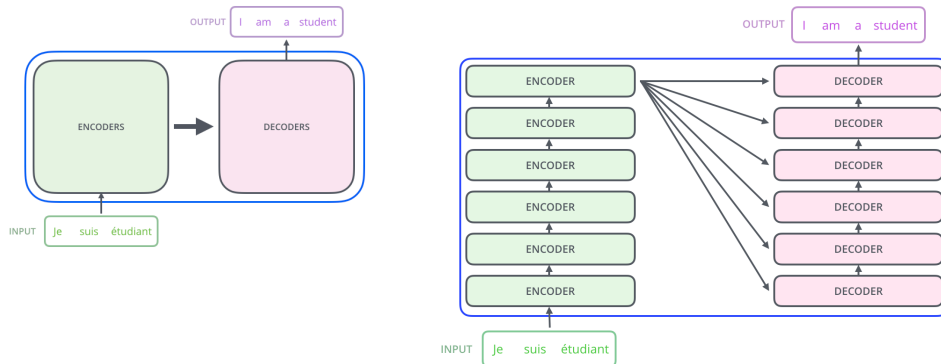 OUTPUT I am a student
ENCODERS DECODERS
INPUT Je suis étudiant
OUTPUT I am a student
ENCODER DECODER
ENCODER DECODER
ENCODER DECODER
ENCODER DECODER
ENCODER DECODER
ENCODER DECODER
INPUT Je suis étudiant